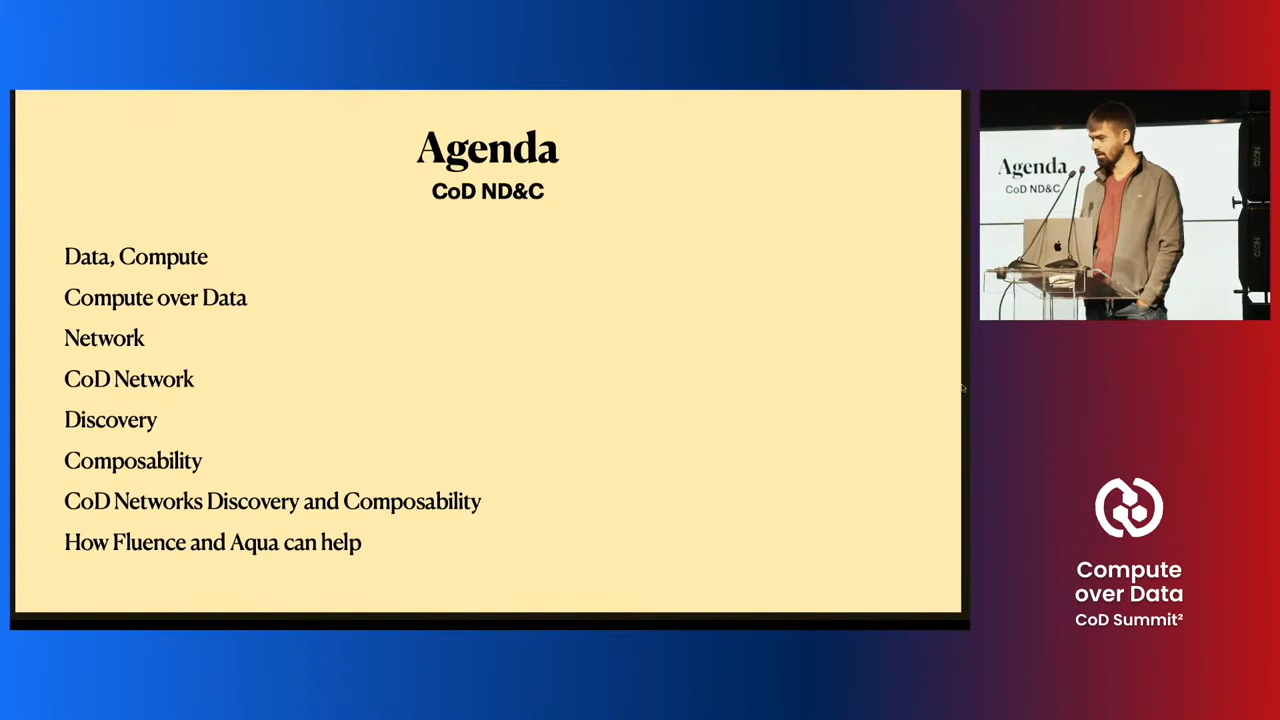 Agenda
CoD ND&C
Data, Compute
Compute over Data
Network
CoD Network
Discovery
Composability
CoD Networks Discovery and Composability
How Fluence and Aqua can help
Agenda
CoD ND&C
Compute
over Data
CoD Summit²